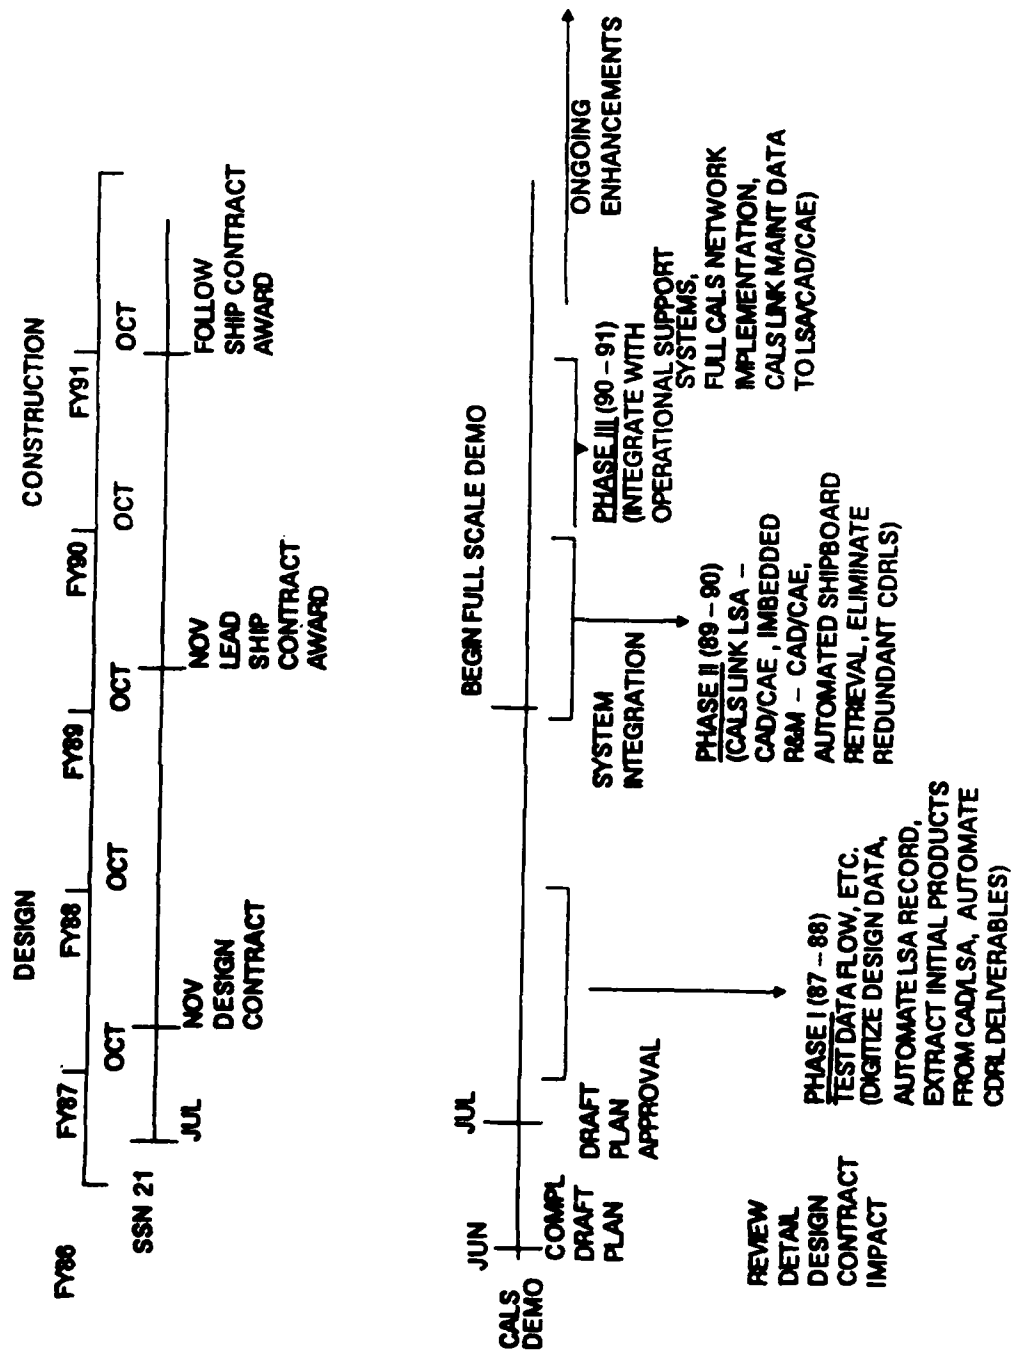 DESIGN
CONSTRUCTION
FY86
FY87
FY88
FY89
FY90
FY91
OCT
OCT
OCT
OCT
OCT
SSN 21
JUL
NOV
DESIGN
CONTRACT
NOV
LEAD
SHIP
CONTRACT
AWARD
FOLLOW
SHIP CONTRACT
AWARD
CALS
DEMO
JUN
JUL
BEGIN FULL SCALE DEMO
COMPL
DRAFT
PLAN
DRAFT
PLAN
APPROVAL
SYSTEM
INTEGRATION
ONGOING
ENHANCEMENTS
REVIEW
DETAIL
DESIGN
CONTRACT
IMPACT
PHASE I (87 – 88)
TEST DATA FLOW, ETC.
(DIGITIZE DESIGN DATA,
AUTOMATE LSA RECORD,
EXTRACT INITIAL PRODUCTS
FROM CAD/LSA, AUTOMATE
CDRL DELIVERABLES)
PHASE II (89 – 90)
(CALS LINK LSA –
CAD/CAE, IMBEDDED
R&M – CAD/CAE,
AUTOMATED SHIPBOARD
RETRIEVAL, ELIMINATE
REDUNDANT CDRLS)
PHASE III (90 – 91)
(INTEGRATE WITH
OPERATIONAL SUPPORT
SYSTEMS,
FULL CALS NETWORK
IMPLEMENTATION,
CALS LINK MAINT DATA
TO LSA/CAD/CAE)